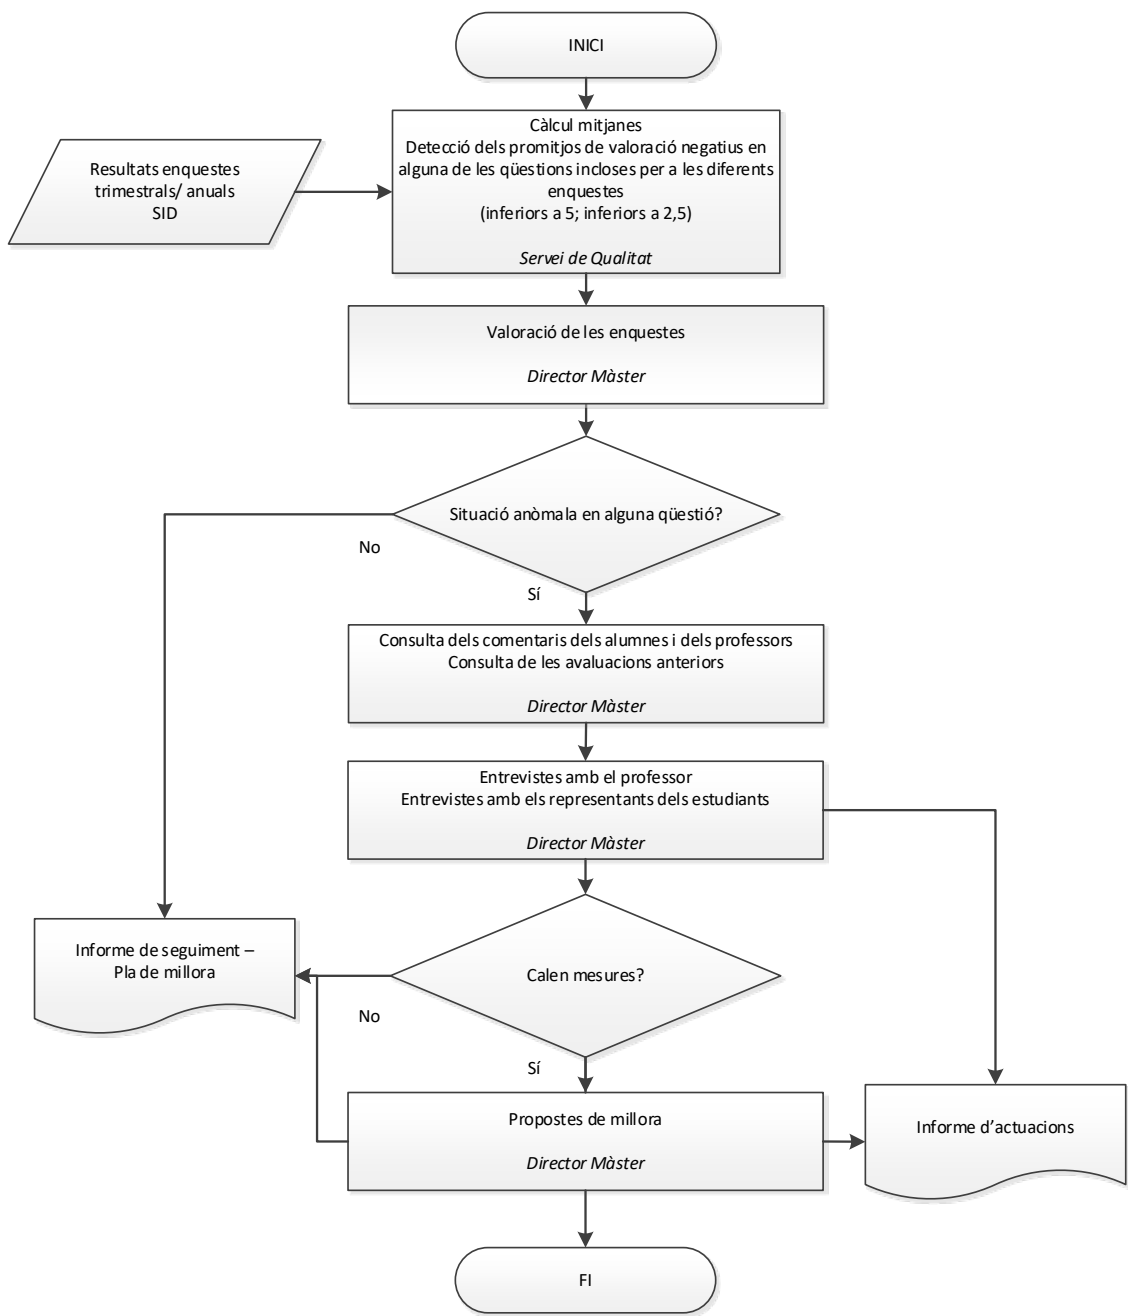 INICI
Càlcul mitjanes
Detecció dels promitjos de valoració negatius en
alguna de les qüestions incloses per a les diferents
enquestes
(inferiors a 5; inferiors a 2,5)
Servei de Qualitat
Resultats enquestes
trimestrals/ anuals
SID
Valoració de les enquestes
Director Màster
Situació anòmala en alguna qüestió?
No
Sí
Consulta dels comentaris dels alumnes i dels professors
Consulta de les avaluacions anteriors
Director Màster
Entrevistes amb el professor
Entrevistes amb els representants dels estudiants
Director Màster
Informe de seguiment –
Pla de millora
Calen mesures?
No
Sí
Propostes de millora
Director Màster
Informe d’actuacions
FI